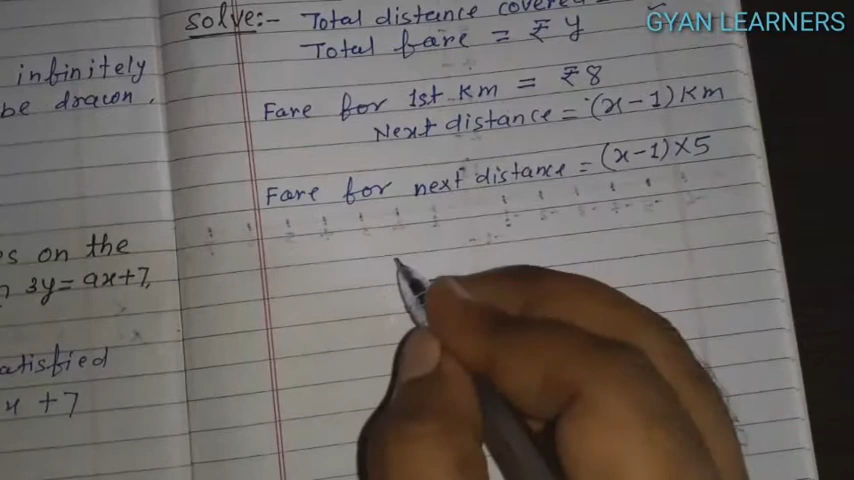 infinitely
be drawn.
s on the
3y = ax+7,
atisfied
x +7
Solve:- Total distance covered =
Total fare = ₹ y
Fare for 1st Km = ₹8
Next distance = (x-1) Km
Fare for next distance = (x-1)×5
GYAN LEARNERS